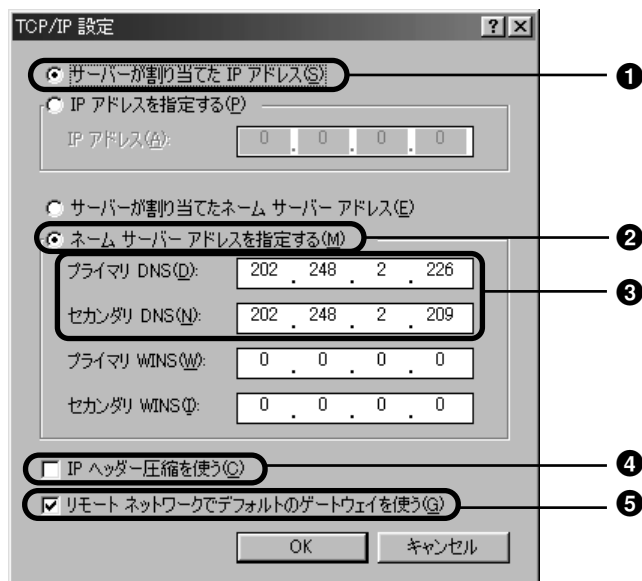 TCP/IP 設定
サーバーが割り当てた IP アドレス(S)
❶
IP アドレスを指定する(P)
IP アドレス(A): 0 . 0 . 0 . 0
サーバーが割り当てたネーム サーバー アドレス(E)
ネーム サーバー アドレスを指定する(M)
❷
プライマリ DNS(D): 202 . 248 . 2 . 226
❸
セカンダリ DNS(N): 202 . 248 . 2 . 209
プライマリ WINS(W): 0 . 0 . 0 . 0
セカンダリ WINS(I): 0 . 0 . 0 . 0
IP ヘッダー圧縮を使う(C)
❹
リモート ネットワークでデフォルトのゲートウェイを使う(G)
❺
OK キャンセル